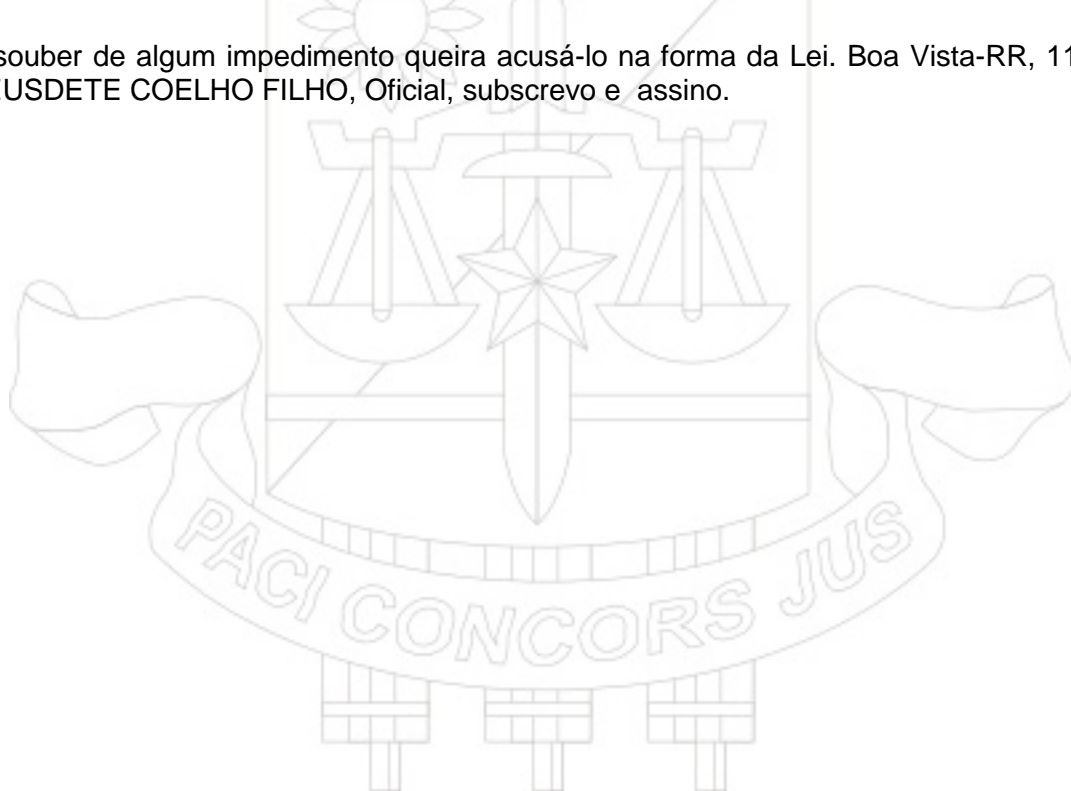 souber de algum impedimento queira acusá-lo na forma da Lei. Boa Vista-RR, 11
USDETE COELHO FILHO, Oficial, subscrevo e assino.
PACI CONCORS JUS